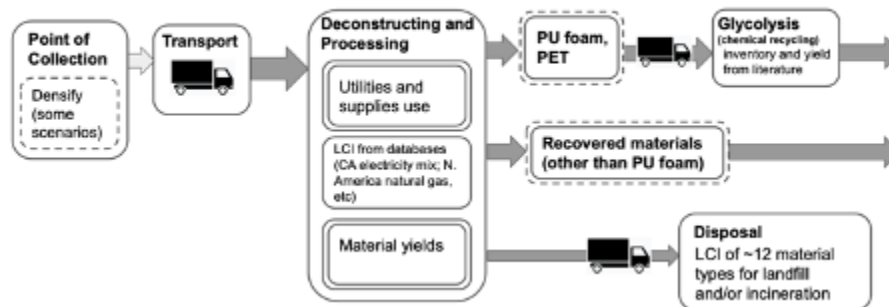 Point of
Collection
Densify
(some
scenarios)
Transport
Deconstructing and
Processing
Utilities and
supplies use
LCI from databases
(CA electricity mix; N.
America natural gas,
etc)
Material yields
PU foam,
PET
Glycolysis
(chemical recycling)
inventory and yield
from literature
Recovered materials
(other than PU foam)
Disposal
LCI of ~12 material
types for landfill
and/or incineration